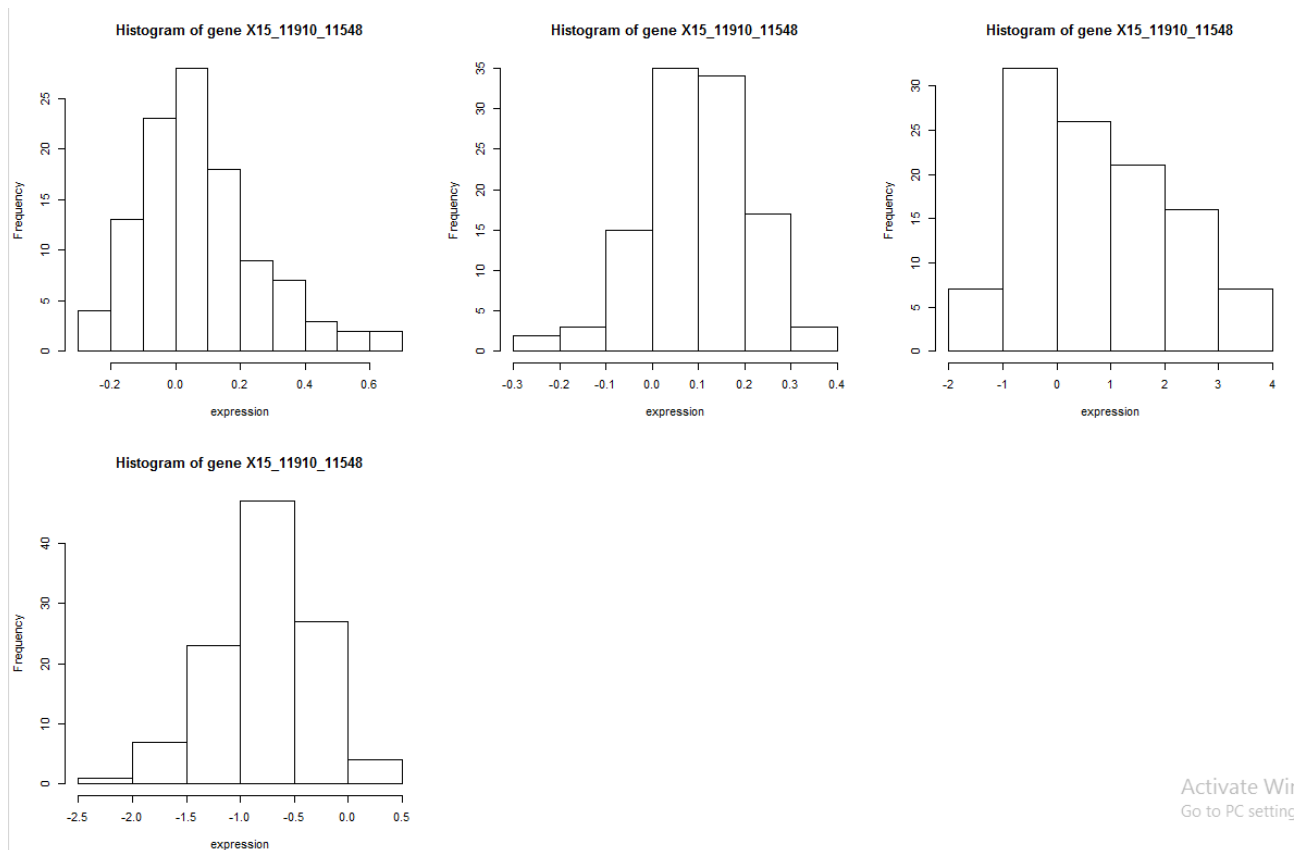 Histogram of gene X15_11910_11548
Frequency
0 5 10 15 20 25
-0.2 0.0 0.2 0.4 0.6
expression
Histogram of gene X15_11910_11548
Frequency
0 5 10 15 20 25 30 35
-0.3 -0.2 -0.1 0.0 0.1 0.2 0.3 0.4
expression
Histogram of gene X15_11910_11548
Frequency
0 5 10 15 20 25 30
-2 -1 0 1 2 3 4
expression
Histogram of gene X15_11910_11548
Frequency
0 10 20 30 40
-2.5 -2.0 -1.5 -1.0 -0.5 0.0 0.5
expression
Activate Wir
Go to PC setting